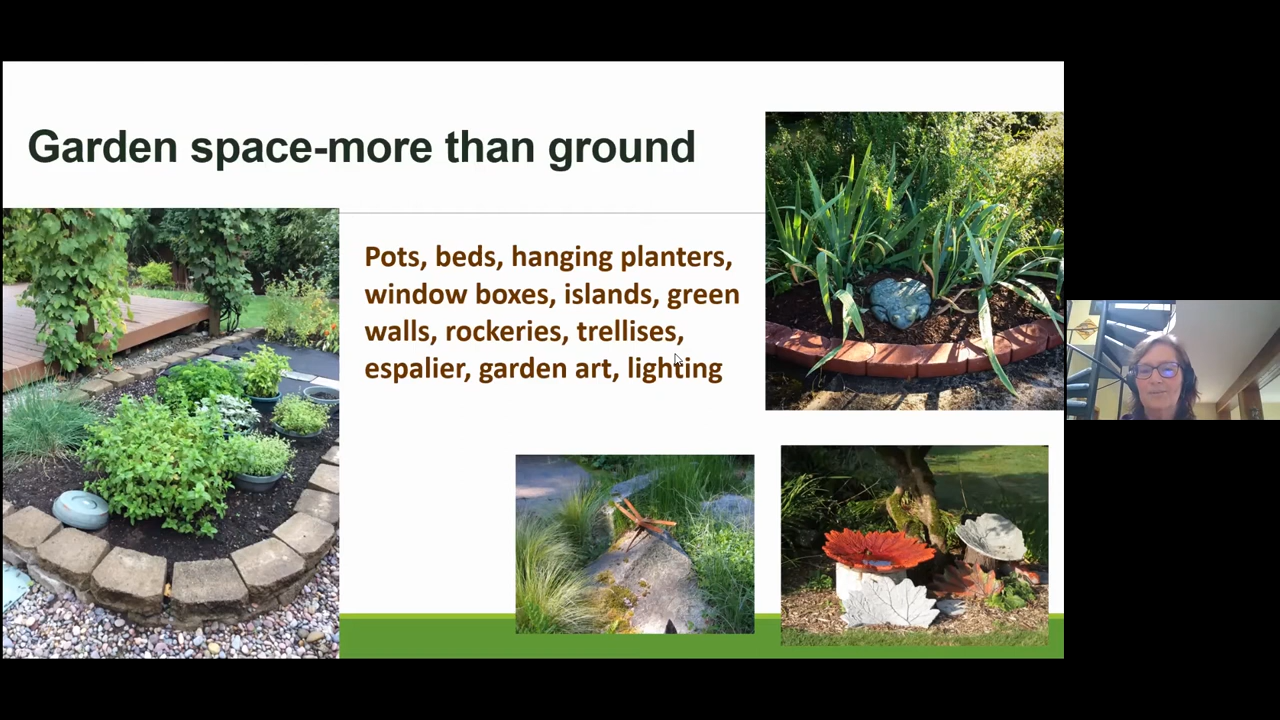 Garden space-more than ground
Pots, beds, hanging planters,
window boxes, islands, green
walls, rockeries, trellises,
espalier, garden art, lighting